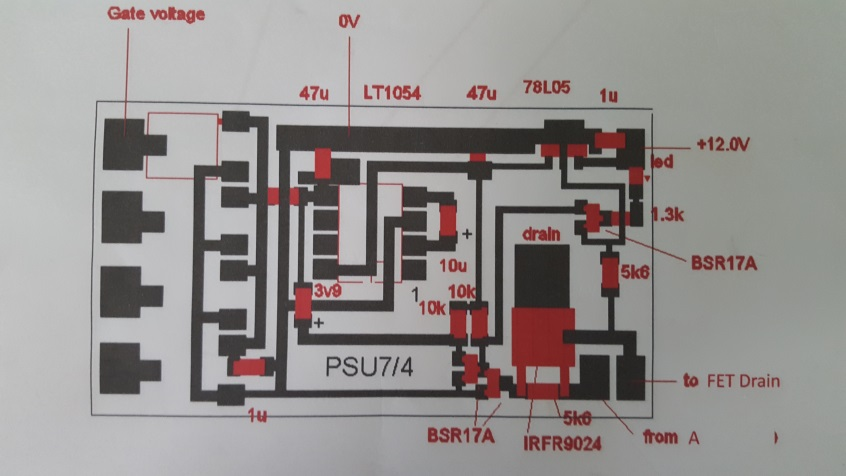 Gate voltage
0V
47u
LT1054
47u
78L05
1u
+12.0V
led
1.3k
BSR17A
drain
+
10u
5k6
3v9
1
10k
10k
+
PSU7/4
to FET Drain
1u
BSR17A
5k6
IRFR9024
from A